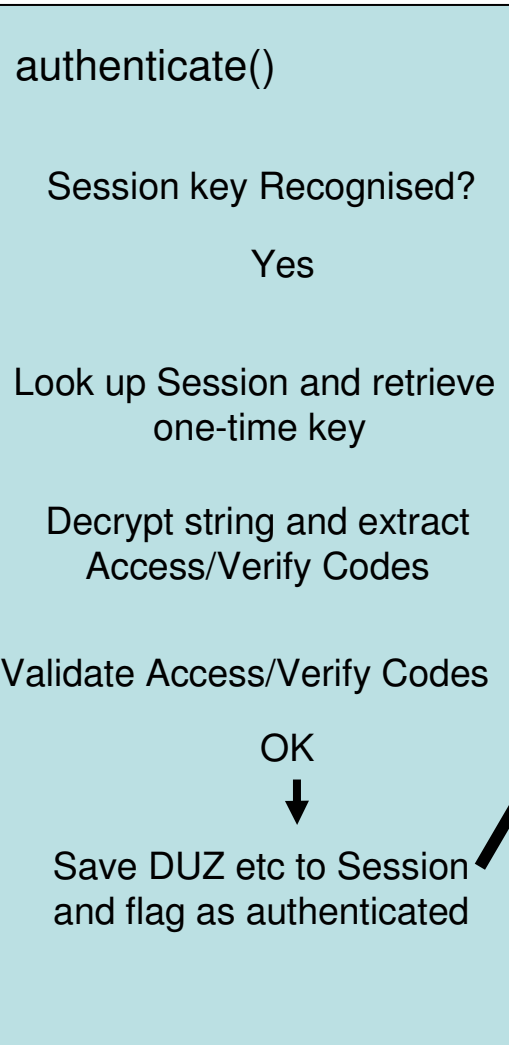 authenticate()
Session key Recognised?
Yes
Look up Session and retrieve
one-time key
Decrypt string and extract
Access/Verify Codes
Validate Access/Verify Codes
OK
Save DUZ etc to Session
and flag as authenticated